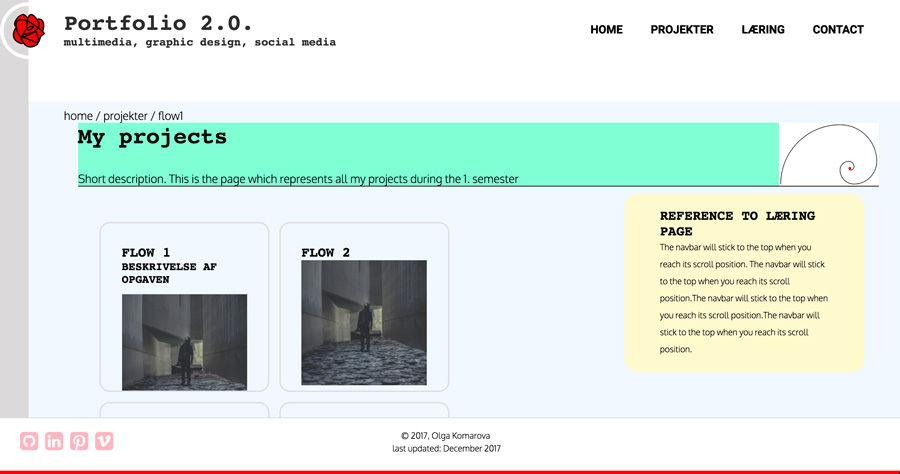 Portfolio 2.0.
multimedia, graphic design, social media
HOME PROJEKTER LÆRING CONTACT
home / projekter / flow1
My projects
Short description. This is the page which represents all my projects during the 1. semester
FLOW 1
BESKRIVELSE AF
OPGAVEN
FLOW 2
REFERENCE TO LÆRING
PAGE
The navbar will stick to the top when you
reach its scroll position. The navbar will stick
to the top when you reach its scroll
position.The navbar will stick to the top when
you reach its scroll position.The navbar will
stick to the top when you reach its scroll
position.
© 2017, Olga Komarova
last updated: December 2017